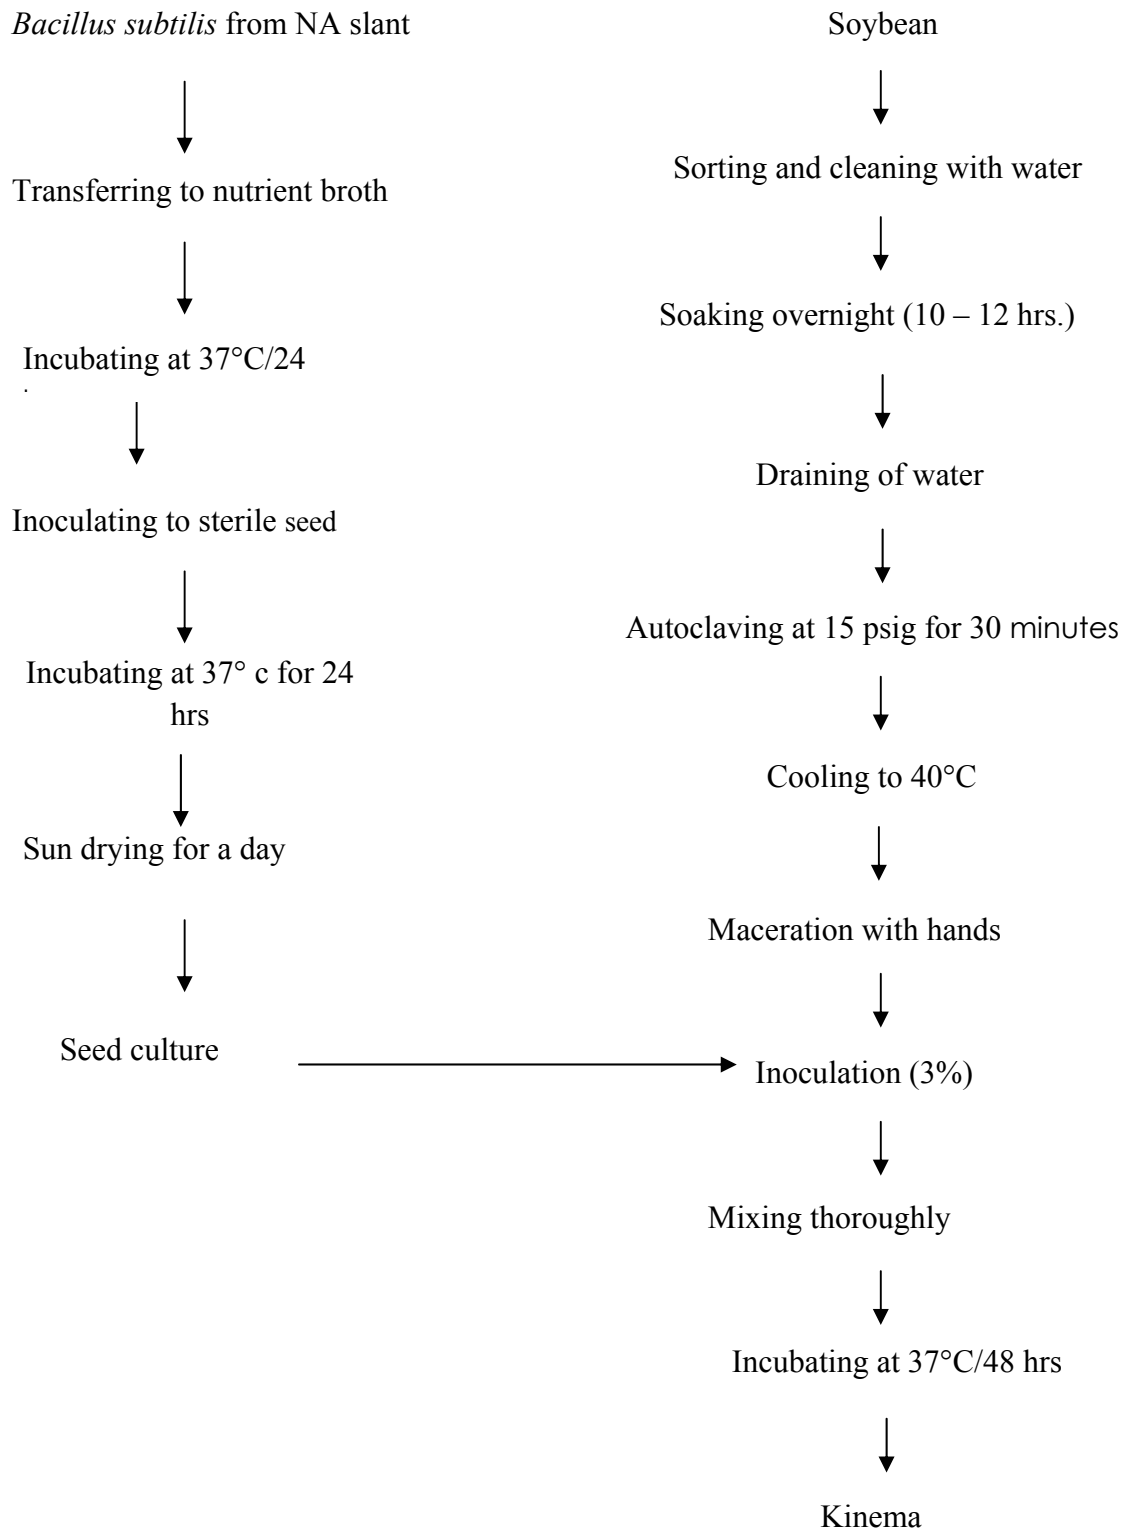 Bacillus subtilis from NA slant
Transferring to nutrient broth
Incubating at 37°C/24
.
Inoculating to sterile seed
Incubating at 37° c for 24
hrs
Sun drying for a day
Seed culture
Soybean
Sorting and cleaning with water
Soaking overnight (10 – 12 hrs.)
Draining of water
Autoclaving at 15 psig for 30 minutes
Cooling to 40°C
Maceration with hands
Inoculation (3%)
Mixing thoroughly
Incubating at 37°C/48 hrs
Kinema